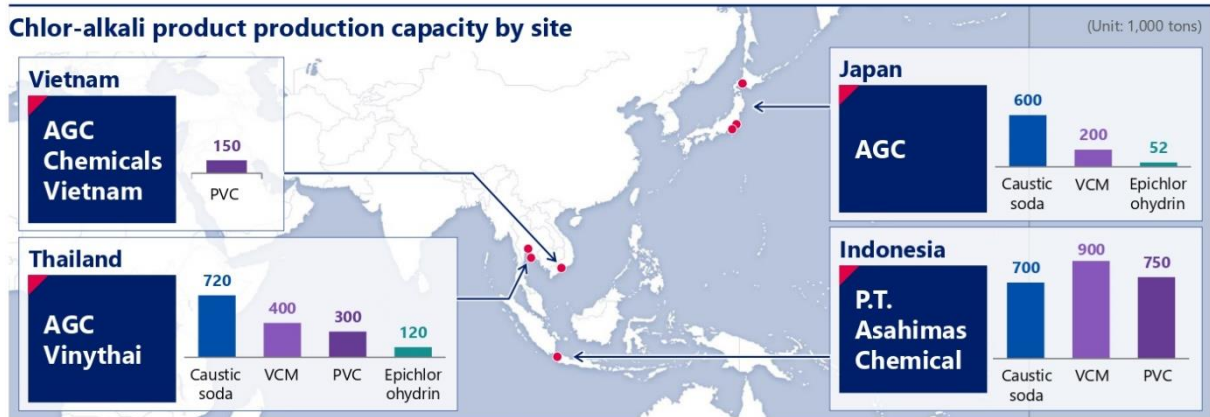 Chlor-alkali product production capacity by site
(Unit: 1,000 tons)
Vietnam
AGC
Chemicals
Vietnam
150
PVC
Thailand
AGC
Vinythai
720
400
300
120
Caustic
soda
VCM
PVC
Epichlor
ohydrin
Japan
AGC
600
200
52
Caustic
soda
VCM
Epichlor
ohydrin
Indonesia
P.T.
Asahimas
Chemical
700
900
750
Caustic
soda
VCM
PVC